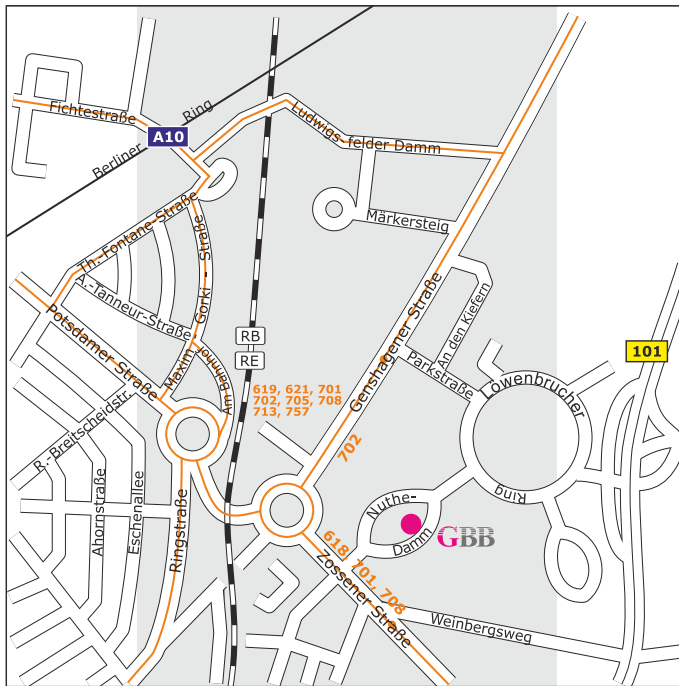 Fichtestraße
A10
Berliner Ring
Ludwigs-felder Damm
Märkersteig
Th.-Fontane-Straße
A.-Tanneur-Straße
Maxim - Gorki - Straße
Potsdamer Straße
Am Bahnhof
RB
RE
619, 621, 701
702, 705, 708
713, 757
Genshagener Straße
An den Kiefern
Parkstraße
101
Löwenbrucher
Ring
R.-Breitscheidstr.
Ahornstraße
Eschenallee
Ringstraße
702
Nuthe-
Damm
GBB
618, 701, 708
Zossener Straße
Weinbergsweg